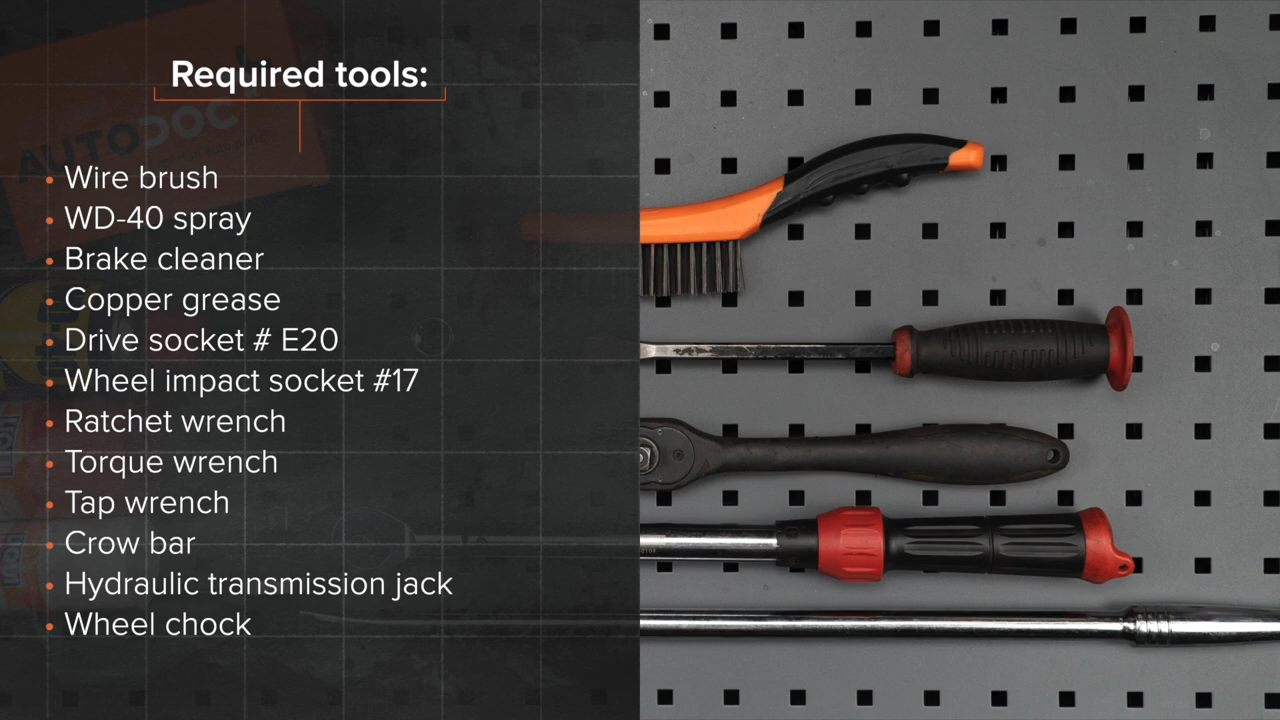 Required tools:
AUTODOC
Wire brush
WD-40 spray
Brake cleaner
Copper grease
Drive socket # E20
Wheel impact socket #17
Ratchet wrench
Torque wrench
Tap wrench
Crow bar
Hydraulic transmission jack
Wheel chock